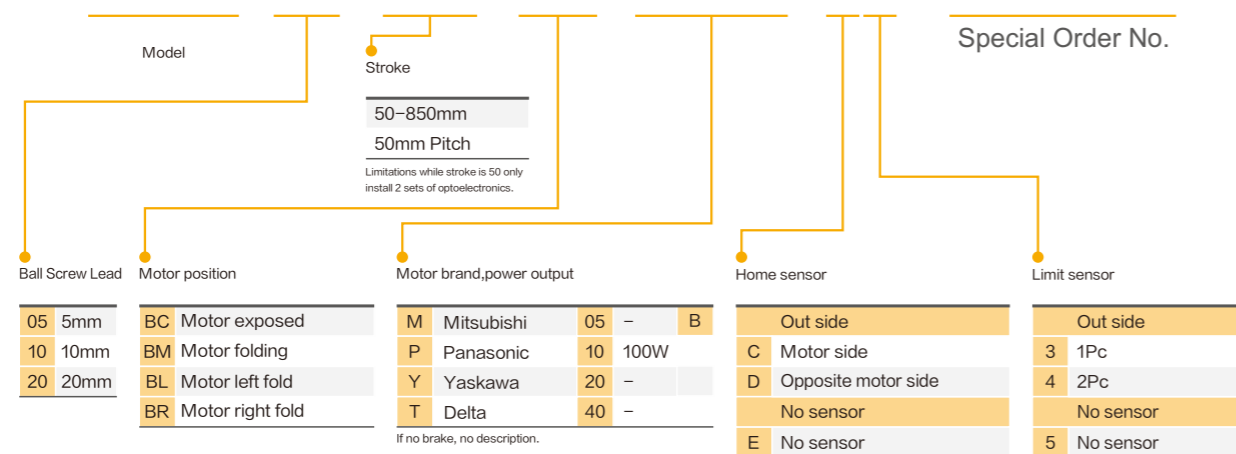 Model
Special Order No.
Stroke
50-850mm
50mm Pitch
Limitations while stroke is 50 only
install 2 sets of optoelectronics.
Ball Screw Lead
05 5mm
10 10mm
20 20mm
Motor position
BC Motor exposed
BM Motor folding
BL Motor left fold
BR Motor right fold
Motor brand,power output
M Mitsubishi 05 - B
P Panasonic 10 100W
Y Yaskawa 20 -
T Delta 40 -
If no brake, no description.
Home sensor
Out side
C Motor side
D Opposite motor side
No sensor
E No sensor
Limit sensor
Out side
3 1Pc
4 2Pc
No sensor
5 No sensor